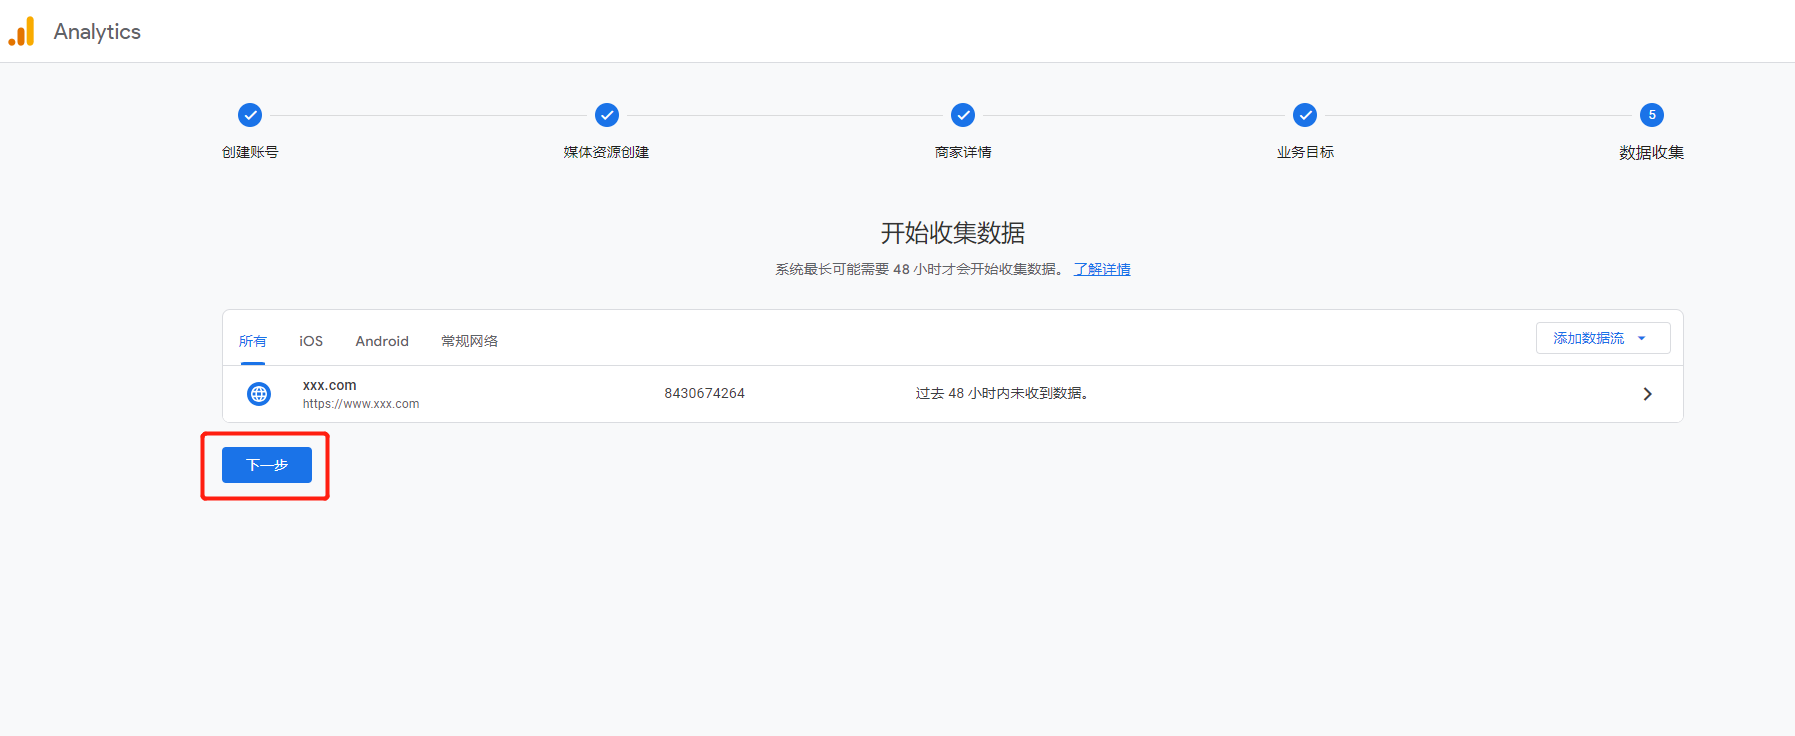 Analytics
5
创建账号
媒体资源创建
商家详情
业务目标
数据收集
开始收集数据
系统最长可能需要 48 小时才会开始收集数据。 了解详情
所有
iOS
Android
常规网络
添加数据流
xxx.com
https://www.xxx.com
8430674264
过去 48 小时内未收到数据。
下一步